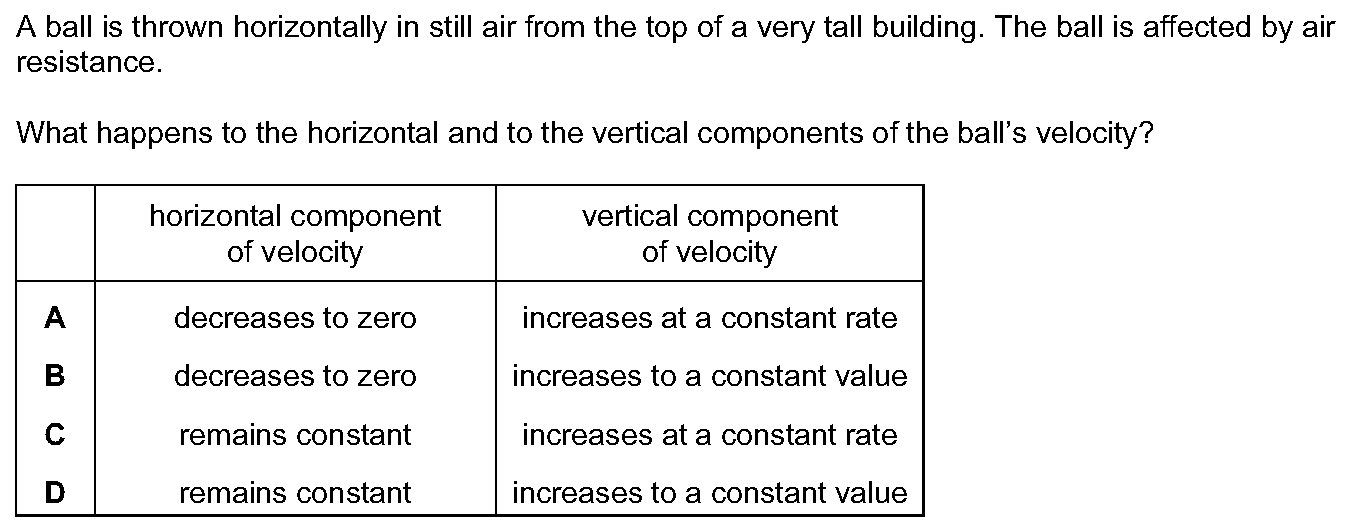 A ball is thrown horizontally in still air from the top of a very tall building. The ball is affected by air
resistance.
What happens to the horizontal and to the vertical components of the ball’s velocity?
horizontal component of velocity vertical component of velocity
A decreases to zero increases at a constant rate
B decreases to zero increases to a constant value
C remains constant increases at a constant rate
D remains constant increases to a constant value